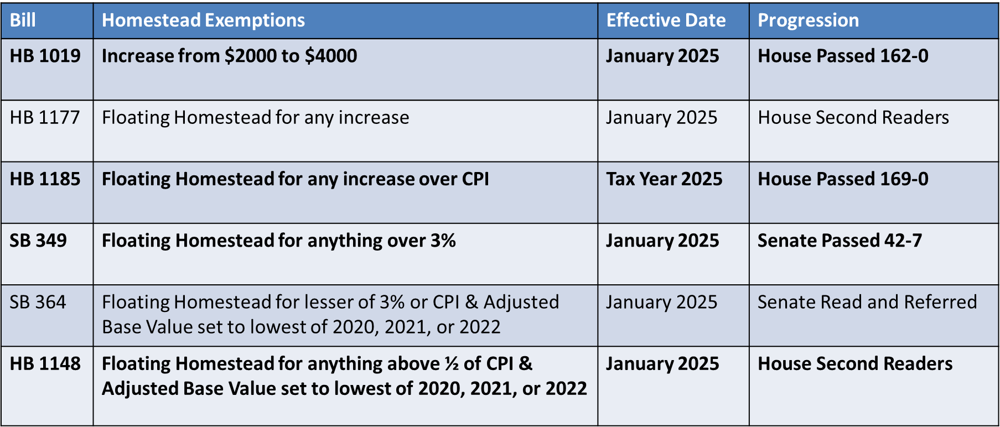 Bill Homestead Exemptions Effective Date Progression
HB 1019 Increase from $2000 to $4000 January 2025 House Passed 162-0
HB 1177 Floating Homestead for any increase January 2025 House Second Readers
HB 1185 Floating Homestead for any increase over CPI Tax Year 2025 House Passed 169-0
SB 349 Floating Homestead for anything over 3% January 2025 Senate Passed 42-7
SB 364 Floating Homestead for lesser of 3% or CPI & Adjusted January 2025 Senate Read and Referred
Base Value set to lowest of 2020, 2021, or 2022
HB 1148 Floating Homestead for anything above ½ of CPI & January 2025 House Second Readers
Adjusted Base Value set to lowest of 2020, 2021, or 2022